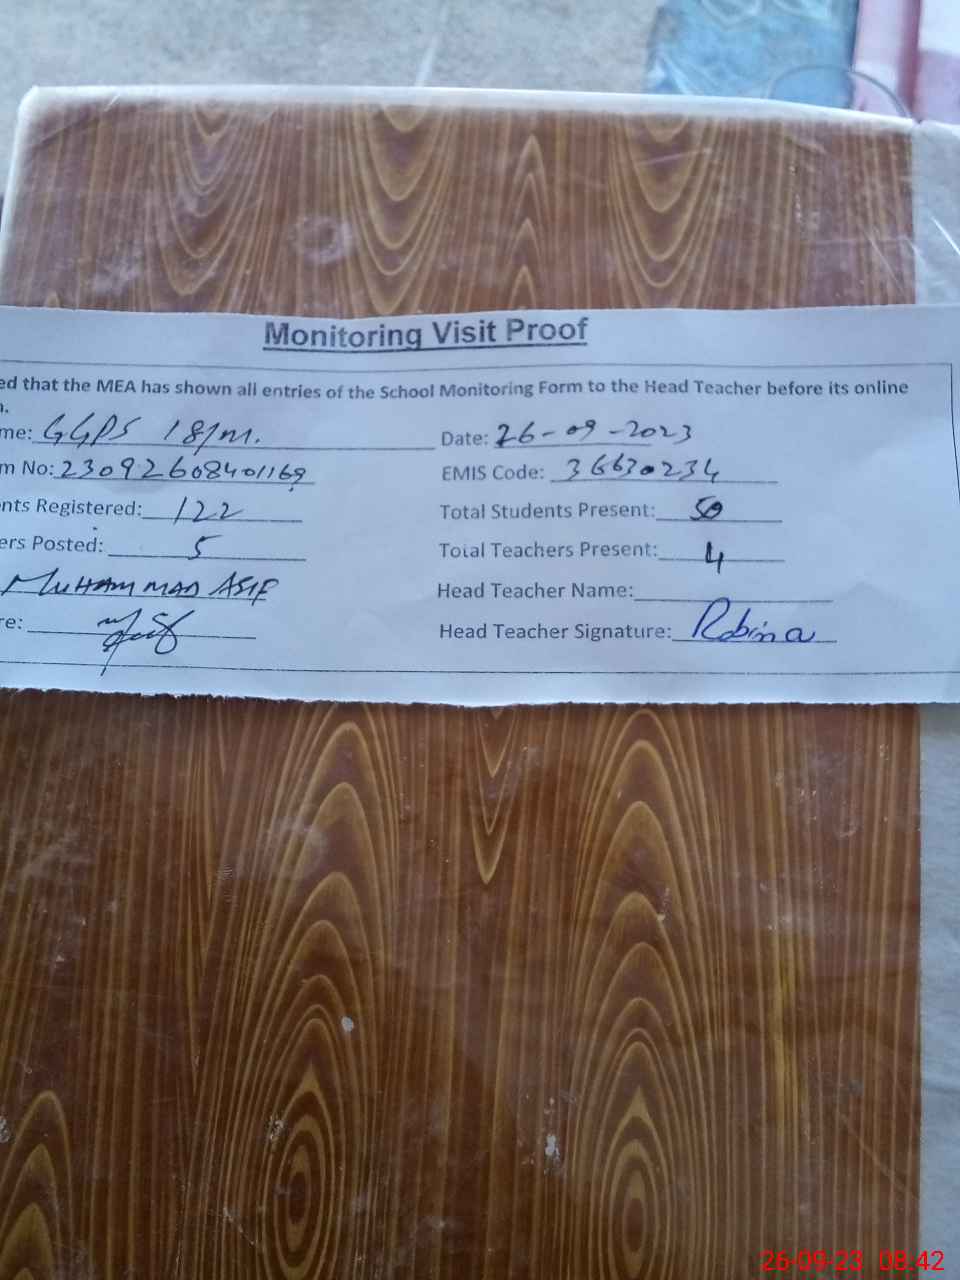 Monitoring Visit Proof
ed that the MEA has shown all entries of the School Monitoring Form to the Head Teacher before its online
n.
me: GGPS 18/m. Date: 26-09-2023
m No: 23092608401169 EMIS Code: 36630234
nts Registered: 122 Total Students Present: 50
ers Posted: 5 Total Teachers Present: 4
MUHAMMAD ASIF Head Teacher Name:
re: Head Teacher Signature: Robina
26-09-23 08:42